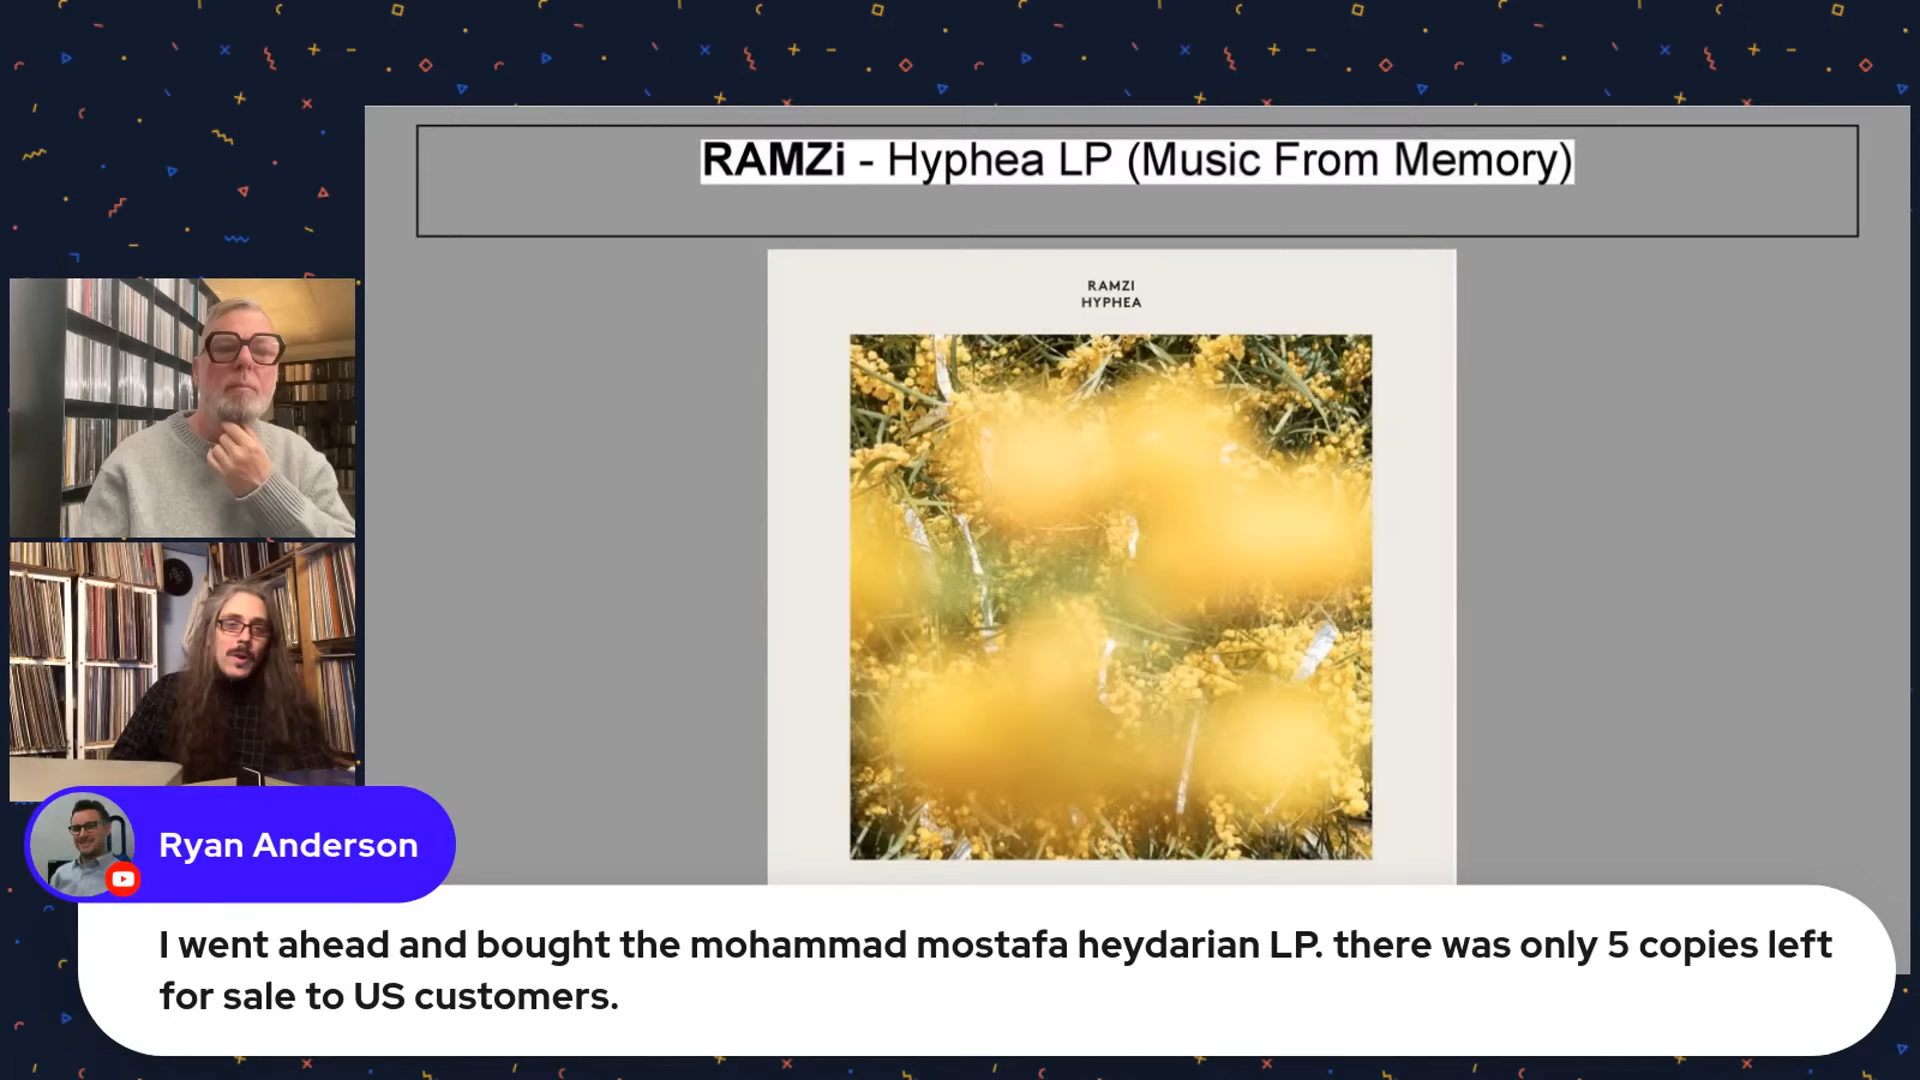 RAMZi - Hyphea LP (Music From Memory)
RAMZI
HYPHEA
Ryan Anderson
I went ahead and bought the mohammad mostafa heydarian LP. there was only 5 copies left
for sale to US customers.